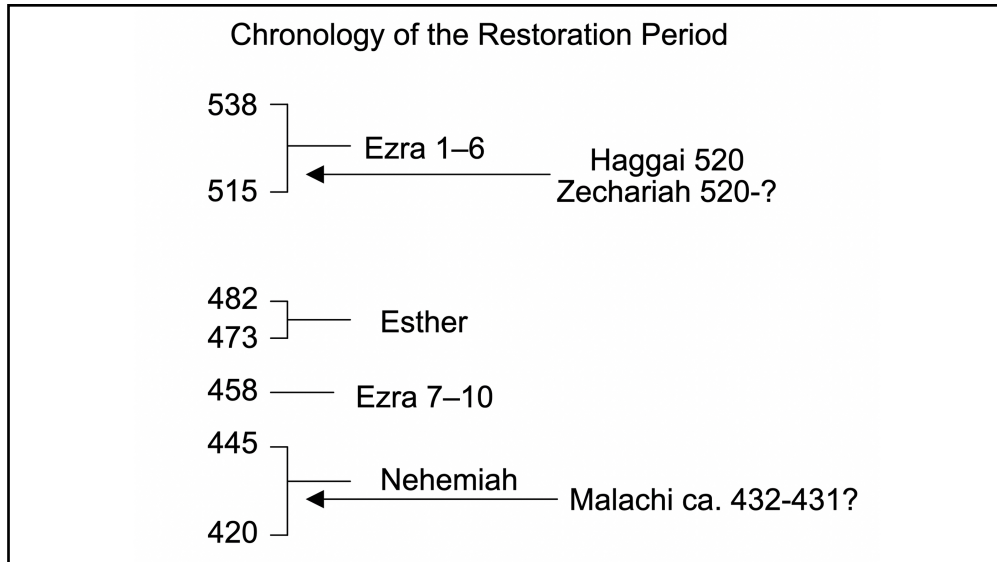 Chronology of the Restoration Period
538
Ezra 1–6
Haggai 520
515
Zechariah 520-?
482
Esther
473
458
Ezra 7–10
445
Nehemiah
Malachi ca. 432-431?
420